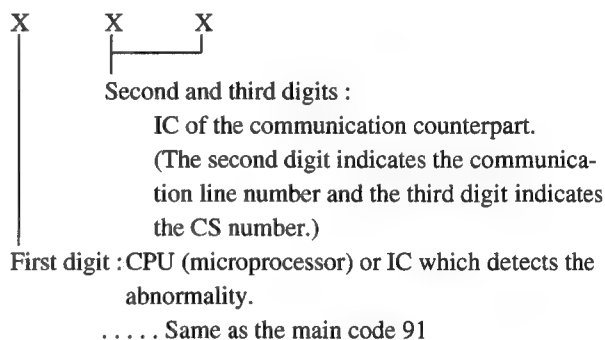 X X X
Second and third digits :
IC of the communication counterpart.
(The second digit indicates the communica-
tion line number and the third digit indicates
the CS number.)
First digit : CPU (microprocessor) or IC which detects the
abnormality.
. . . . . Same as the main code 91